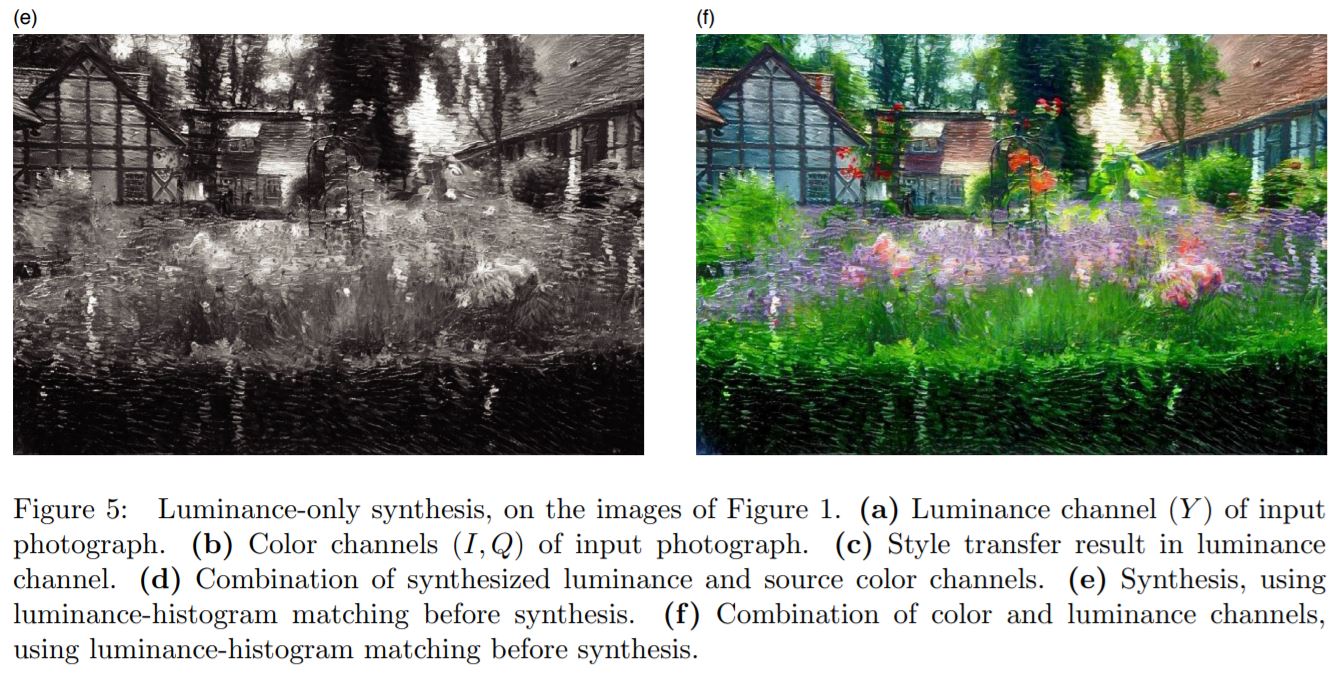 (e) (f)
Figure 5: Luminance-only synthesis, on the images of Figure 1. (a) Luminance channel (Y) of input
photograph. (b) Color channels (I, Q) of input photograph. (c) Style transfer result in luminance
channel. (d) Combination of synthesized luminance and source color channels. (e) Synthesis, using
luminance-histogram matching before synthesis. (f) Combination of color and luminance channels,
using luminance-histogram matching before synthesis.